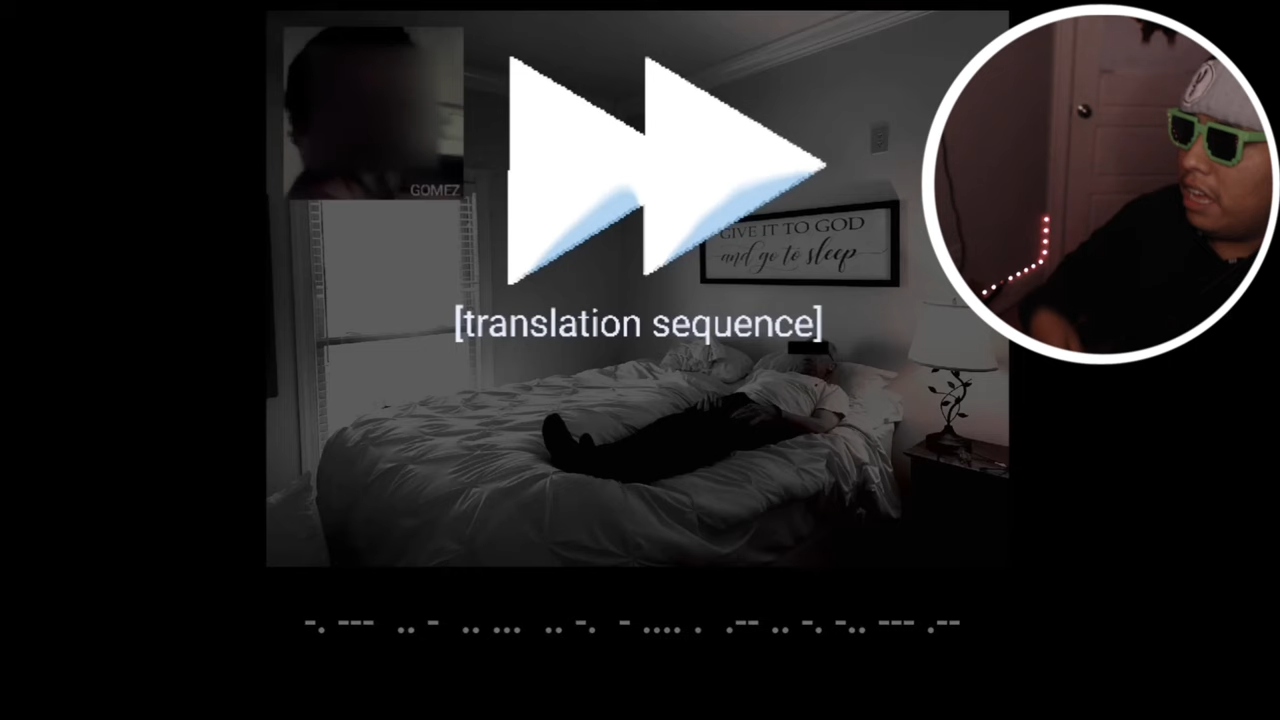 GOMEZ
GIVE IT TO GOD
and go to sleep
[translation sequence]
-. --- .. - .. ... .. -. - .... . .-- .. -. -.. --- .--